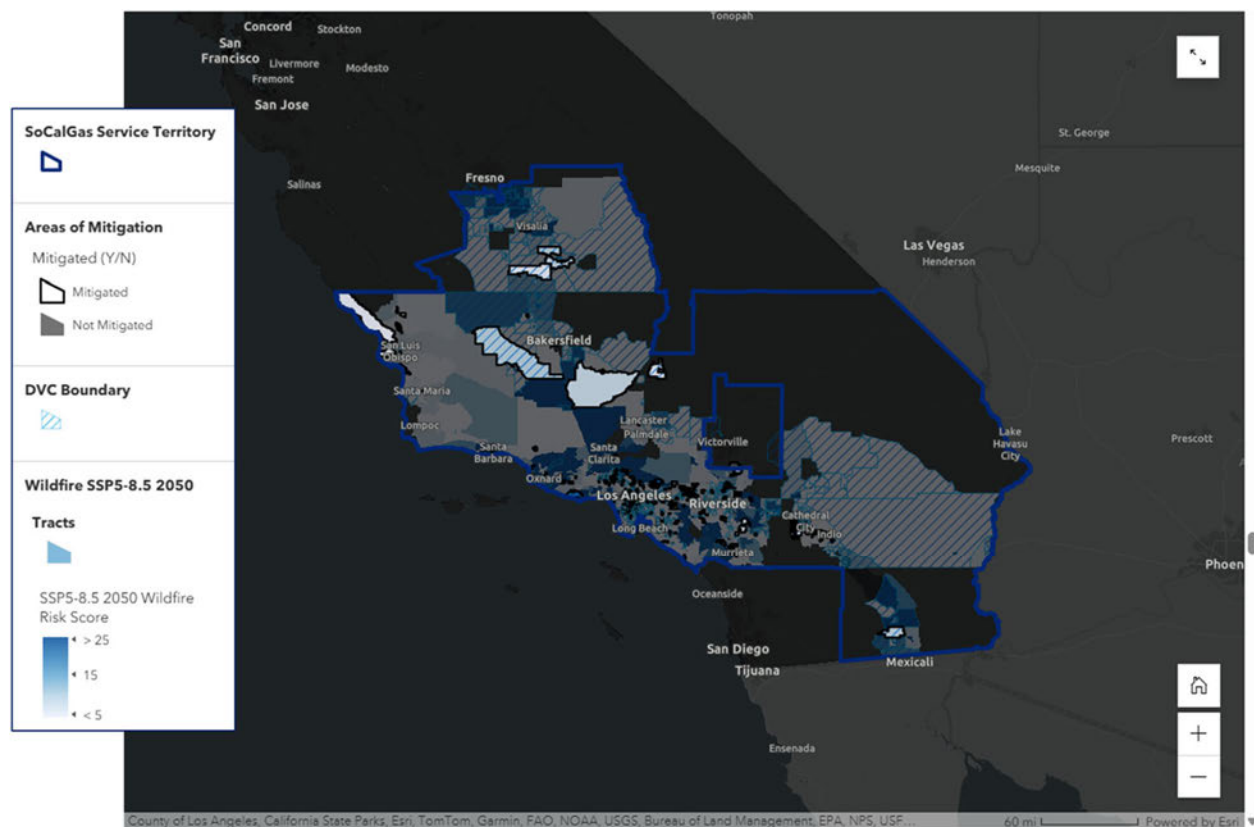 SoCalGas Service Territory
Areas of Mitigation
Mitigated (Y/N)
Mitigated
Not Mitigated
DVC Boundary
Wildfire SSP5-8.5 2050
Tracts
SSP5-8.5 2050 Wildfire
Risk Score
> 25
15
< 5
Tonopah
Concord
Stockton
San
Francisco
Livermore
Modesto
Fremont
San Jose
St. George
Mesquite
Salinas
Fresno
Visalia
Las Vegas
Henderson
Bakersfield
San Luis
Obispo
Santa Maria
Lompoc
Lancaster
Palmdale
Victorville
Lake
Havasu
City
Prescott
Santa
Barbara
Santa
Clarita
Oxnard
Los Angeles
Riverside
Long Beach
Cathedral
City
Indio
Murrieta
Phoen
Oceanside
San Diego
Tijuana
Mexicali
Ensenada
County of Los Angeles, California State Parks, Esri, TomTom, Garmin, FAO, NOAA, USGS, Bureau of Land Management, EPA, NPS, USF...
60 mi
Powered by Esri